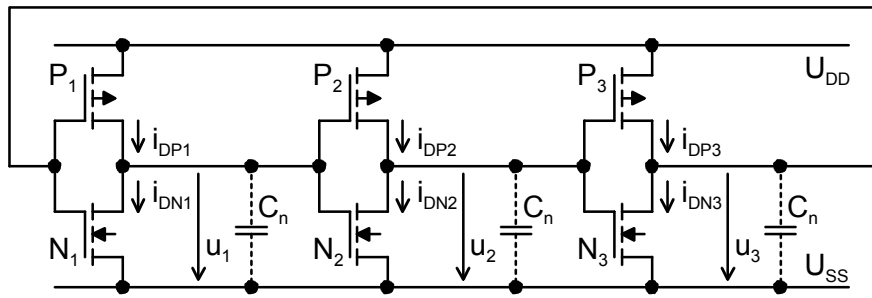 P1 P2 P3 UDD
iDP1 iDP2 iDP3
iDN1 iDN2 iDN3
Cn Cn Cn
N1 u1 N2 u2 N3 u3 USS